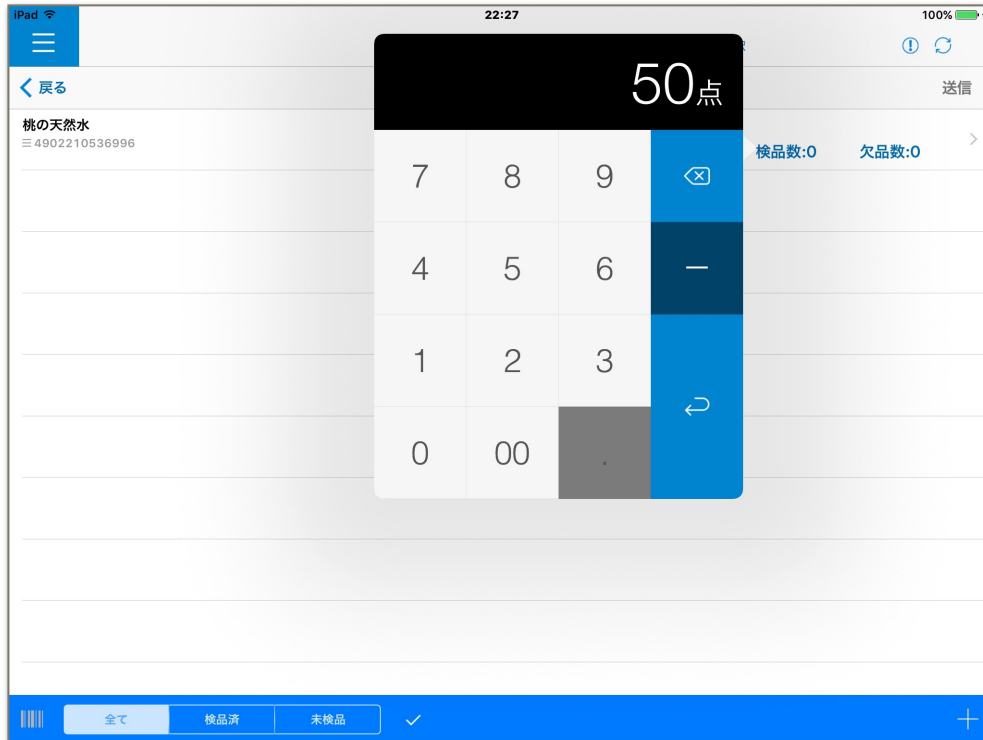 iPad 22:27 100%
戻る 送信
50点
桃の天然水
4902210536996
検品数:0 欠品数:0
7 8 9
4 5 6
1 2 3
0 00 .
全て 検品済 未検品